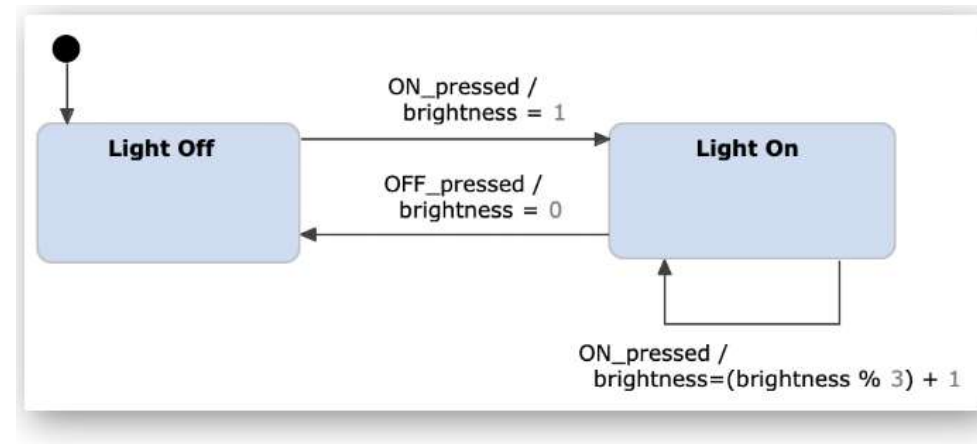 ON_pressed /
brightness = 1
Light Off
Light On
OFF_pressed /
brightness = 0
ON_pressed /
brightness=(brightness % 3) + 1